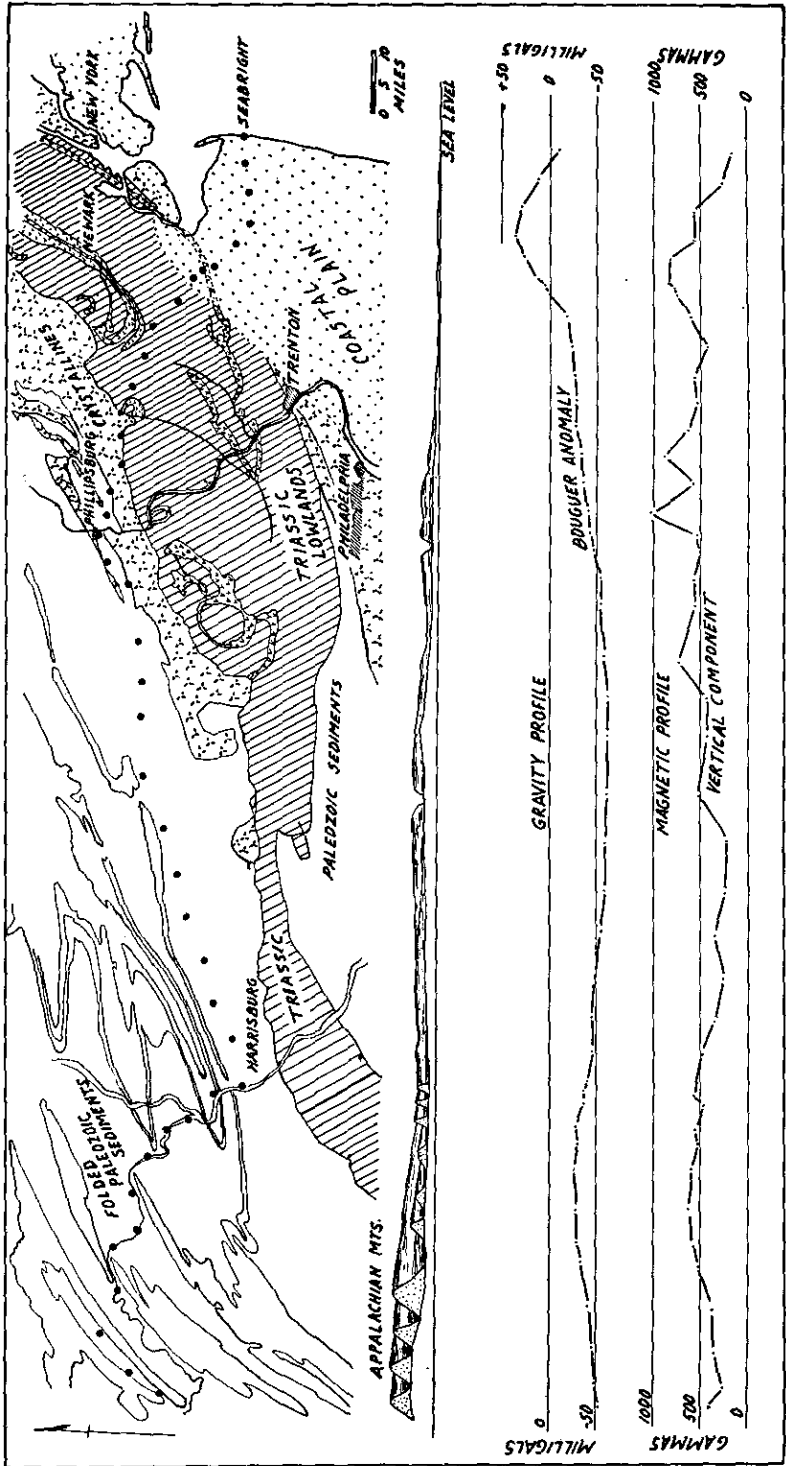 NEW YORK
NEWARK
SEABRIGHT
PHILLIPSBURG
CRYSTALLINES
COASTAL
PLAIN
TRENTON
TRIASSIC
LOWLANDS
PHILADELPHIA
PALEOZOIC SEDIMENTS
FOLDED
PALEOZOIC
SEDIMENTS
HARRISBURG
TRIASSIC
0 5 10
MILES
APPALACHIAN MTS.
SEA LEVEL
MILLIGALS
+50
0
-50
0
-50
MILLIGALS
GRAVITY PROFILE
BOUGUER ANOMALY
GAMMAS
1000
500
0
1000
500
0
GAMMAS
MAGNETIC PROFILE
VERTICAL COMPONENT